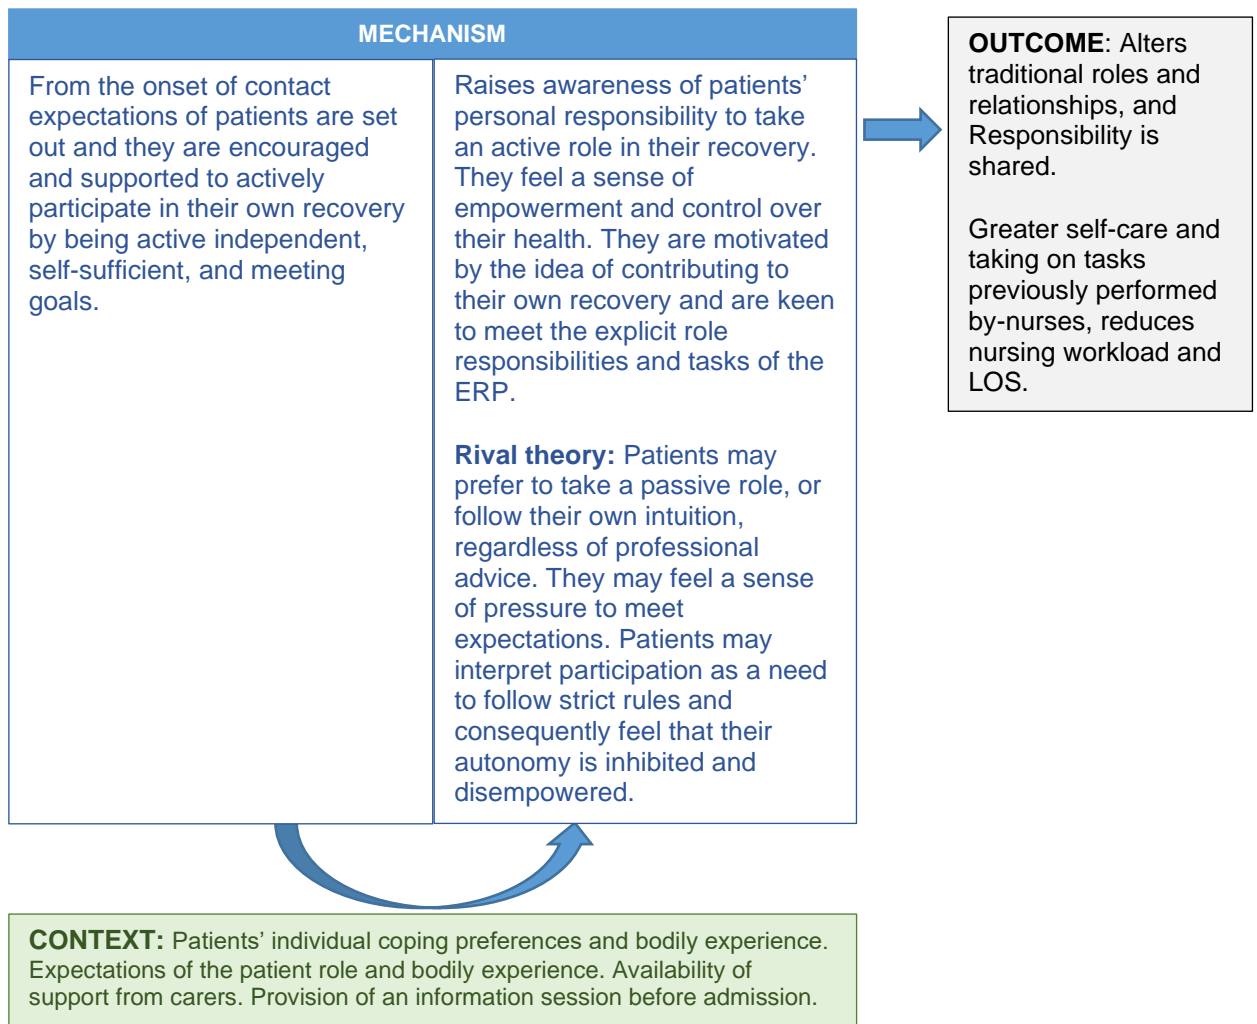 MECHANISM
From the onset of contact
expectations of patients are set
out and they are encouraged
and supported to actively
participate in their own recovery
by being active independent,
self-sufficient, and meeting
goals.
Raises awareness of patients'
personal responsibility to take
an active role in their recovery.
They feel a sense of
empowerment and control over
their health. They are motivated
by the idea of contributing to
their own recovery and are keen
to meet the explicit role
responsibilities and tasks of the
ERP.
Rival theory: Patients may
prefer to take a passive role, or
follow their own intuition,
regardless of professional
advice. They may feel a sense
of pressure to meet
expectations. Patients may
interpret participation as a need
to follow strict rules and
consequently feel that their
autonomy is inhibited and
disempowered.
OUTCOME: Alters
traditional roles and
relationships, and
Responsibility is
shared.
Greater self-care and
taking on tasks
previously performed
by-nurses, reduces
nursing workload and
LOS.
CONTEXT: Patients' individual coping preferences and bodily experience.
Expectations of the patient role and bodily experience. Availability of
support from carers. Provision of an information session before admission.